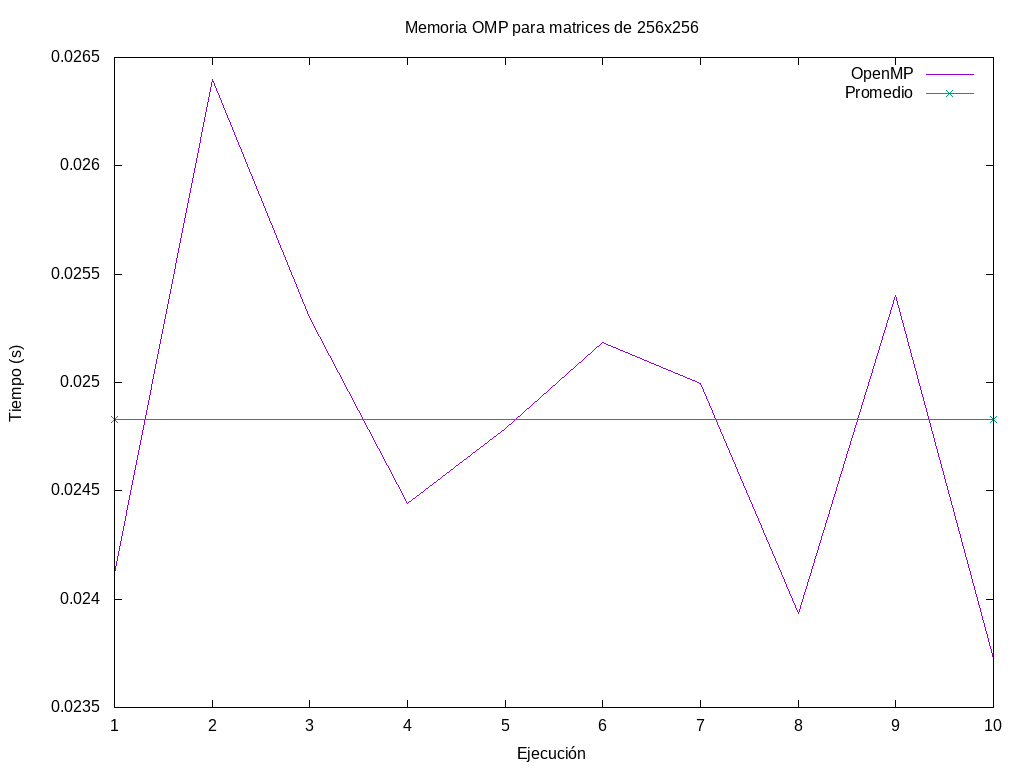 Memoria OMP para matrices de 256x256
OpenMP
Promedio
0.0265
0.026
0.0255
0.025
0.0245
0.024
0.0235
Tiempo (s)
1 2 3 4 5 6 7 8 9 10
Ejecución